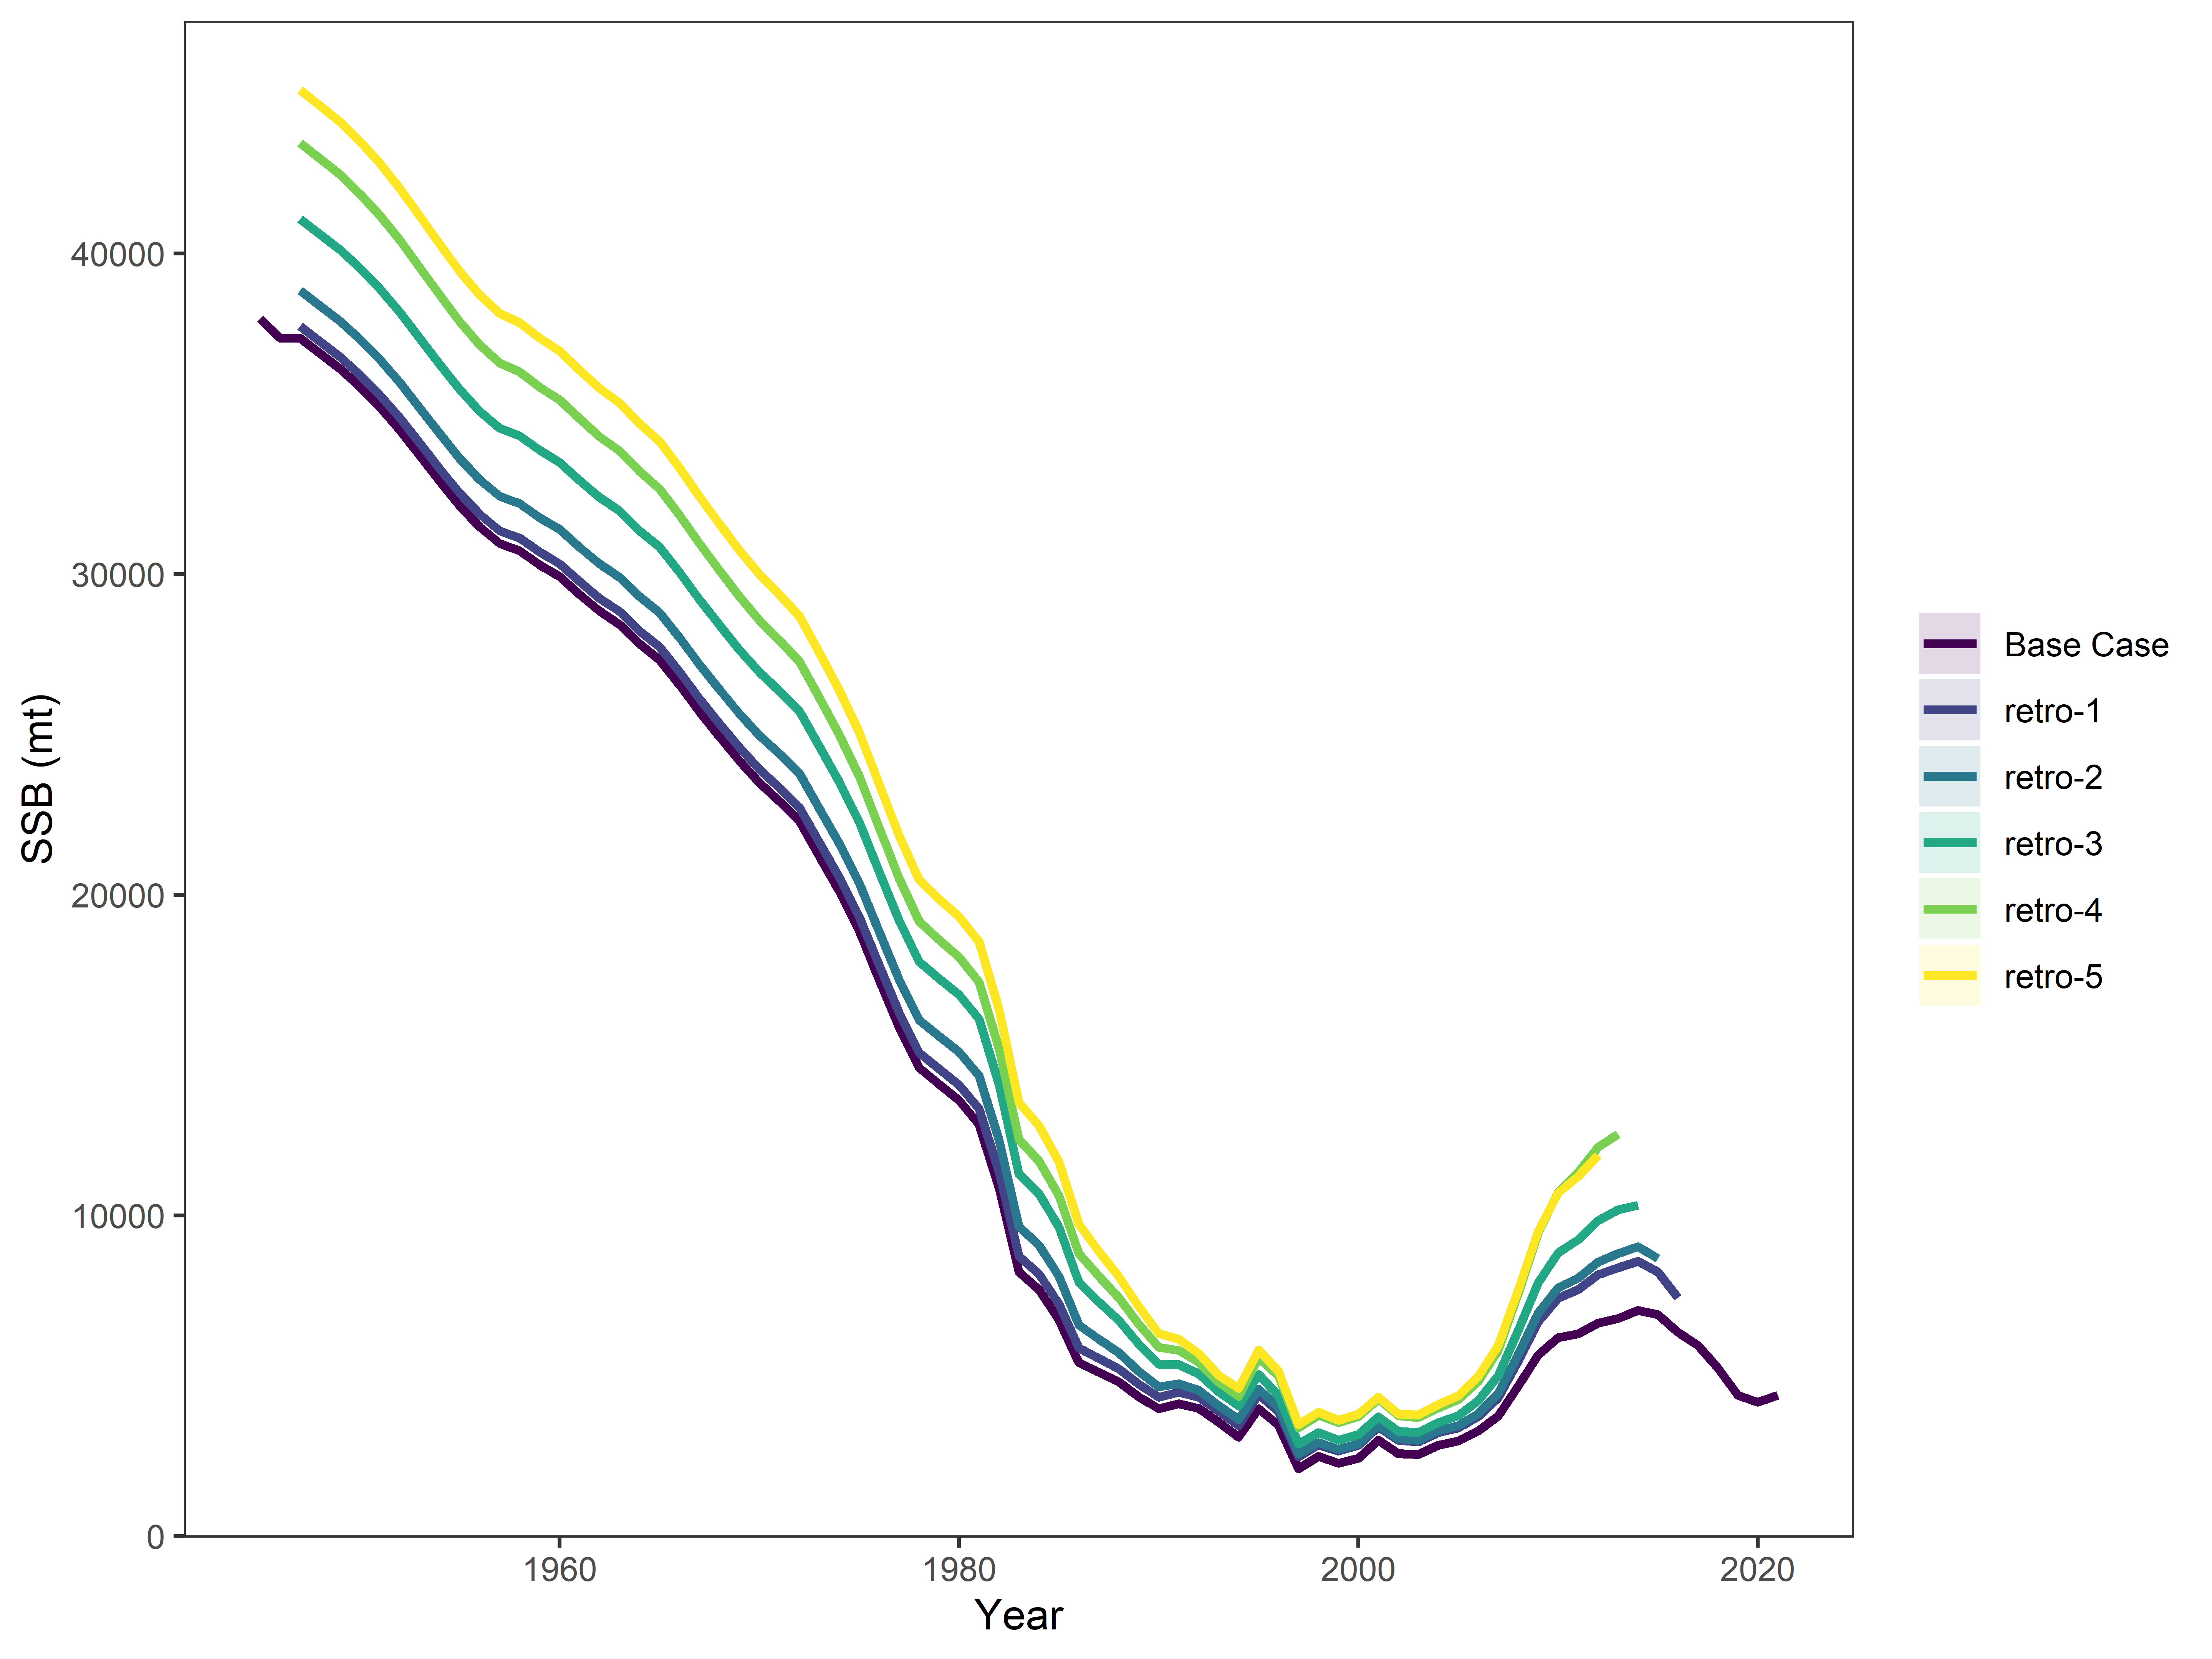 SSB (mt)
40000
30000
20000
10000
0
1960
1980
2000
2020
Year
Base Case
retro-1
retro-2
retro-3
retro-4
retro-5